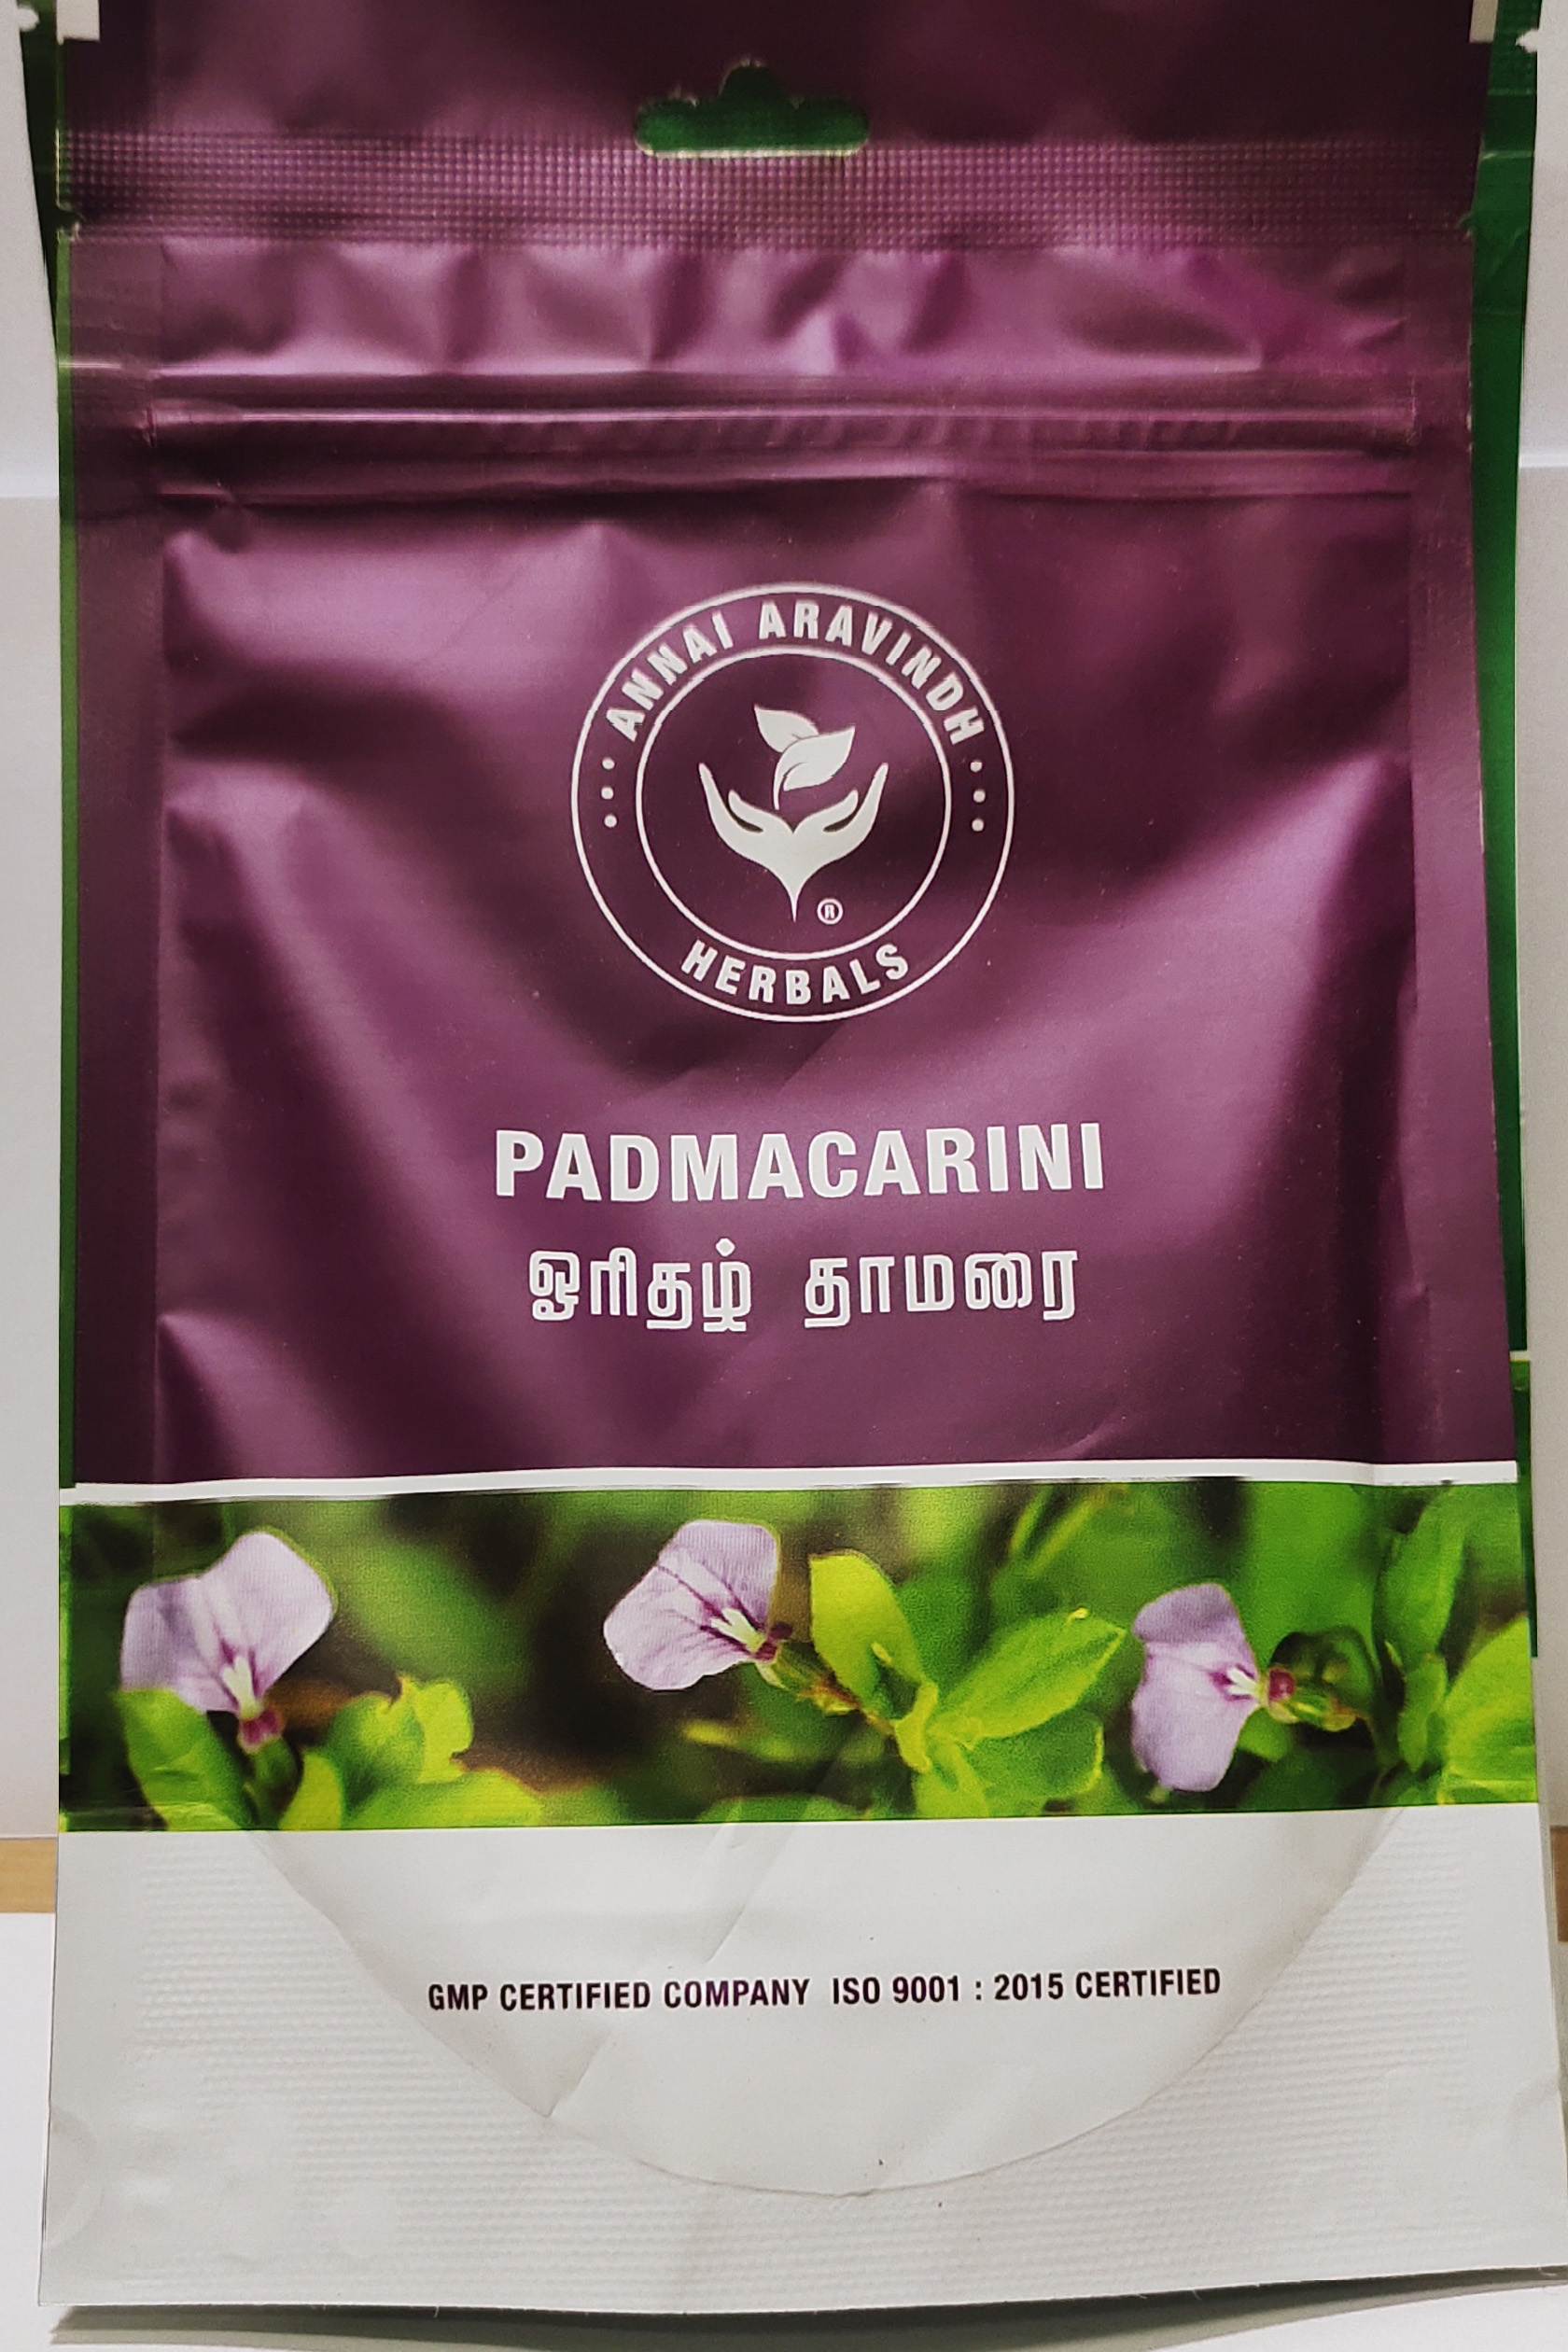 ANNAI ARAVINDH
®
HERBALS
PADMACARINI
ஓரிதழ் தாமரை
GMP CERTIFIED COMPANY ISO 9001 : 2015 CERTIFIED